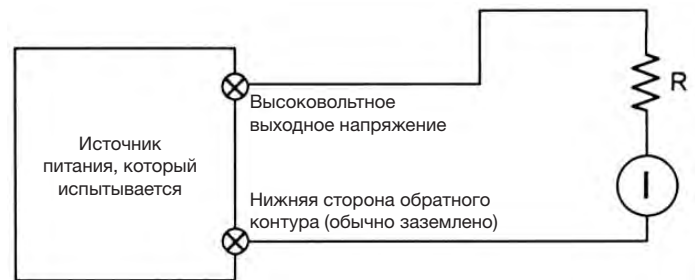 Высоковольтное
выходное напряжение
R
Источник
питания, который
испытывается
I
Нижняя сторона обратного
контура (обычно заземлено)